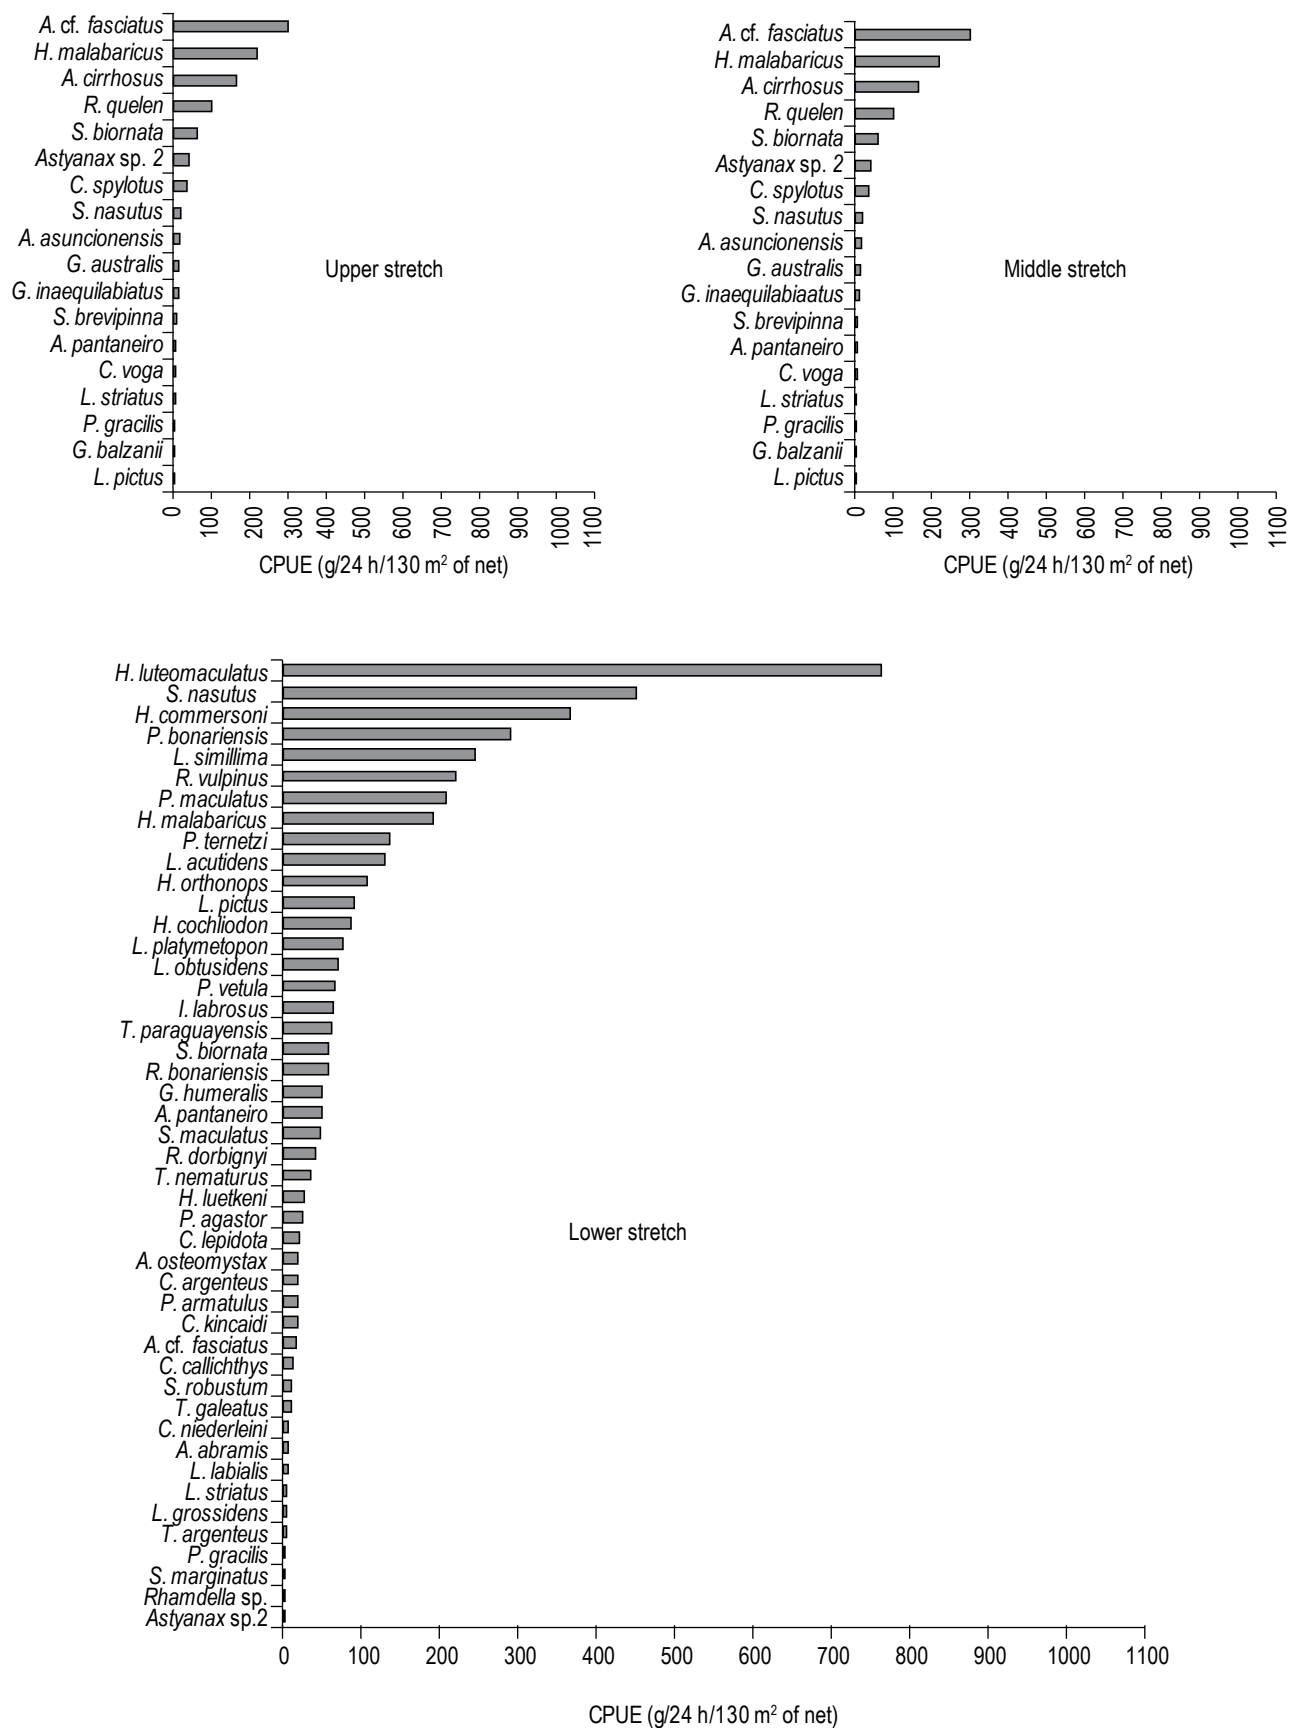 A. cf. fasciatus
H. malabaricus
A. cirrhosus
R. quelen
S. biornata
Astyanax sp. 2
C. spylotus
S. nasutus
A. asuncionensis
G. australis
G. inaequilabiatus
S. brevipinna
A. pantaneiro
C. voga
L. striatus
P. gracilis
G. balzanii
L. pictus
Upper stretch
0 100 200 300 400 500 600 700 800 900 1000 1100
CPUE (g/24 h/130 m² of net)
A. cf. fasciatus
H. malabaricus
A. cirrhosus
R. quelen
S. biornata
Astyanax sp. 2
C. spylotus
S. nasutus
A. asuncionensis
G. australis
G. inaequilabiaatus
S. brevipinna
A. pantaneiro
C. voga
L. striatus
P. gracilis
G. balzanii
L. pictus
Middle stretch
0 100 200 300 400 500 600 700 800 900 1000 1100
CPUE (g/24 h/130 m² of net)
H. luteomaculatus
S. nasutus
H. commersoni
P. bonariensis
L. simillima
R. vulpinus
P. maculatus
H. malabaricus
P. ternetzi
L. acutidens
H. orthonops
L. pictus
H. cochliodon
L. platymetopon
L. obtusidens
P. vetula
I. labrosus
T. paraguayensis
S. biornata
R. bonariensis
G. humeralis
A. pantaneiro
S. maculatus
R. dorbignyi
T. nematurus
H. luetkeni
P. agastor
C. lepidota
A. osteomystax
C. argenteus
P. armatulus
C. kincaidi
A. cf. fasciatus
C. callichthys
S. robustum
T. galeatus
C. niederleini
A. abramis
L. labialis
L. striatus
L. grossidens
T. argenteus
P. gracilis
S. marginatus
Rhamdella sp.
Astyanax sp.2
Lower stretch
0 100 200 300 400 500 600 700 800 900 1000 1100
CPUE (g/24 h/130 m² of net)